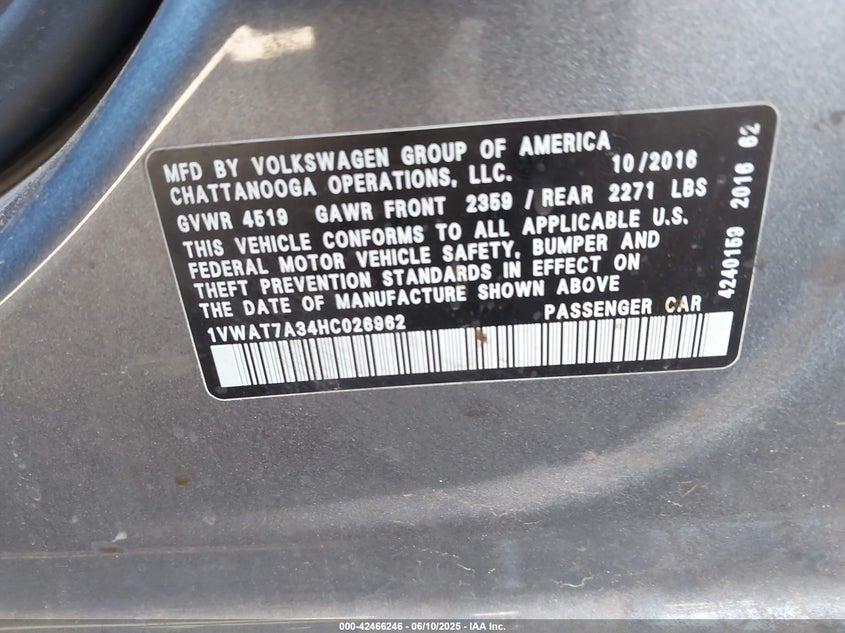 MFD BY VOLKSWAGEN GROUP OF AMERICA
CHATTANOOGA OPERATIONS, LLC. 10/2016
GVWR 4519 GAWR FRONT 2359 / REAR 2271 LBS
THIS VEHICLE CONFORMS TO ALL APPLICABLE U.S.
FEDERAL MOTOR VEHICLE SAFETY, BUMPER AND
THEFT PREVENTION STANDARDS IN EFFECT ON
THE DATE OF MANUFACTURE SHOWN ABOVE
1VWAT7A34HC026962 PASSENGER CAR
4240159 2016 62
000-42466246 - 06/10/2025 - IAA Inc.